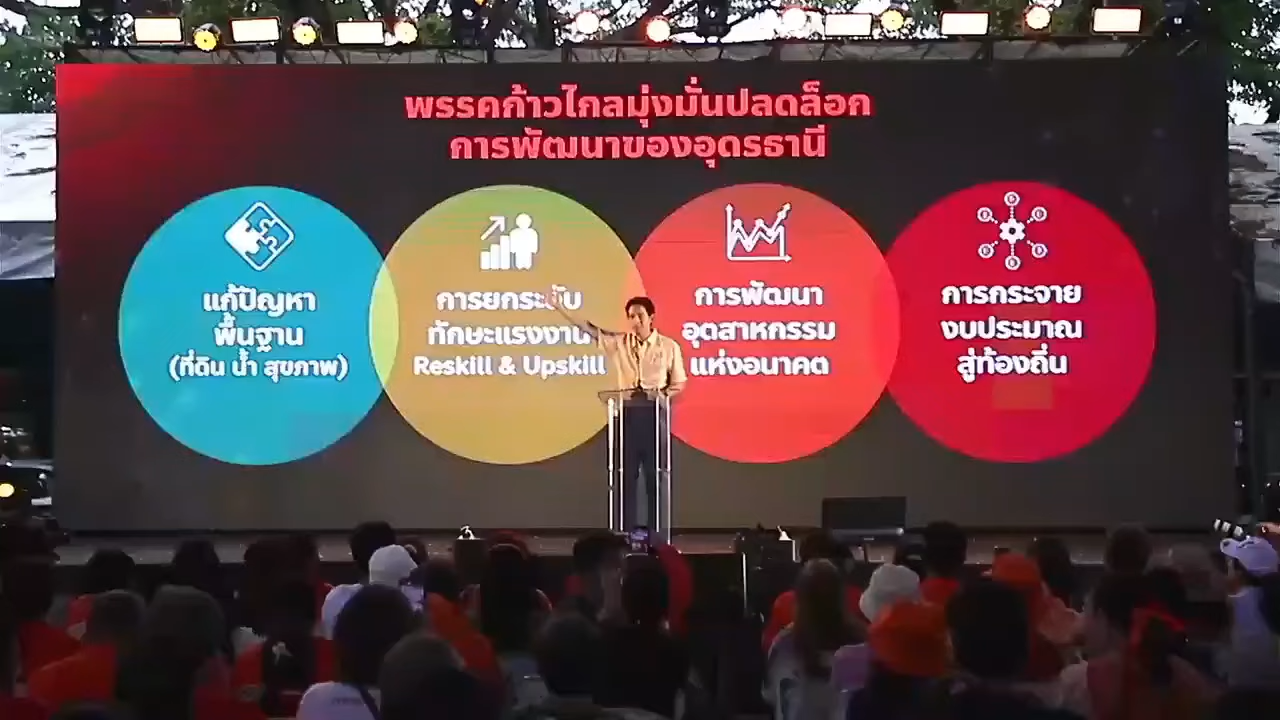 พรรคก้าวไกลมุ่งมั่นปลดล็อก
การพัฒนาของอุดรธานี
แก้ปัญหา
พื้นฐาน
(ที่ดิน น้ำ สุขภาพ)
การยกระดับ
ทักษะแรงงาน
Reskill & Upskill
การพัฒนา
อุตสาหกรรม
แห่งอนาคต
การกระจาย
งบประมาณ
สู่ท้องถิ่น